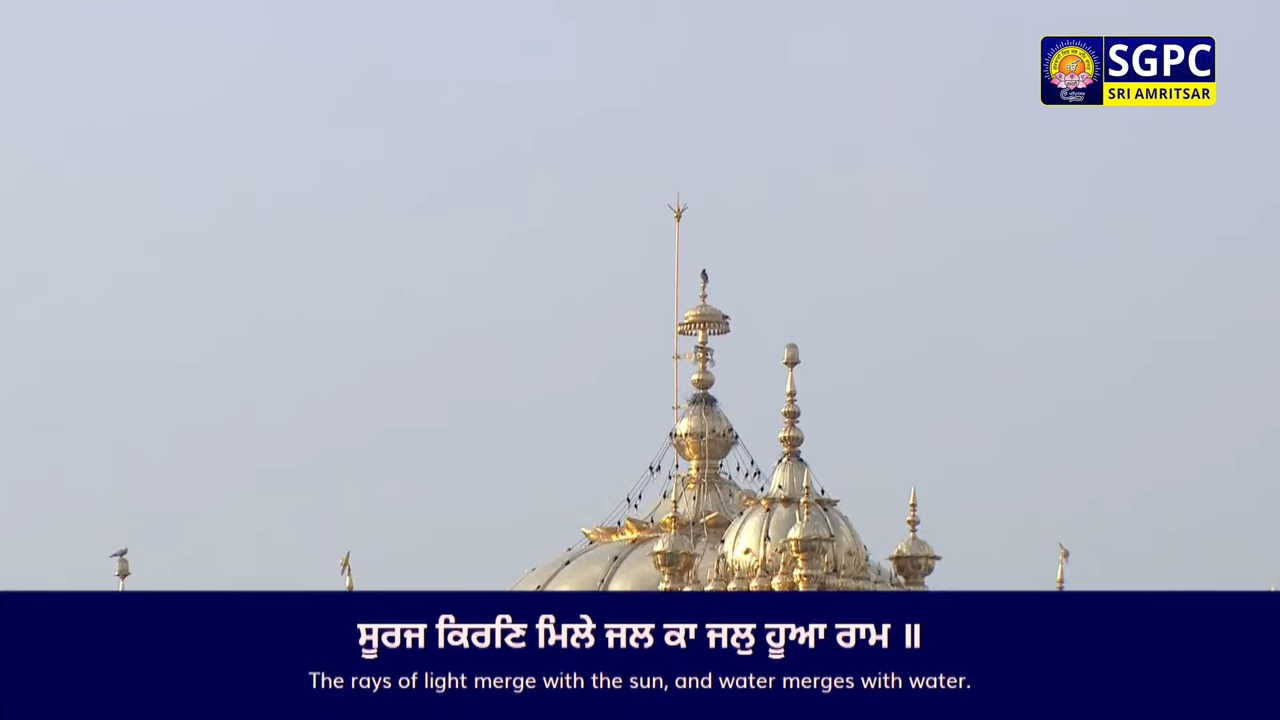 SGPC
SRI AMRITSAR
ਸੂਰਜ ਕਿਰਣਿ ਮਿਲੇ ਜਲ ਕਾ ਜਲੁ ਹੂਆ ਰਾਮ ॥
The rays of light merge with the sun, and water merges with water.